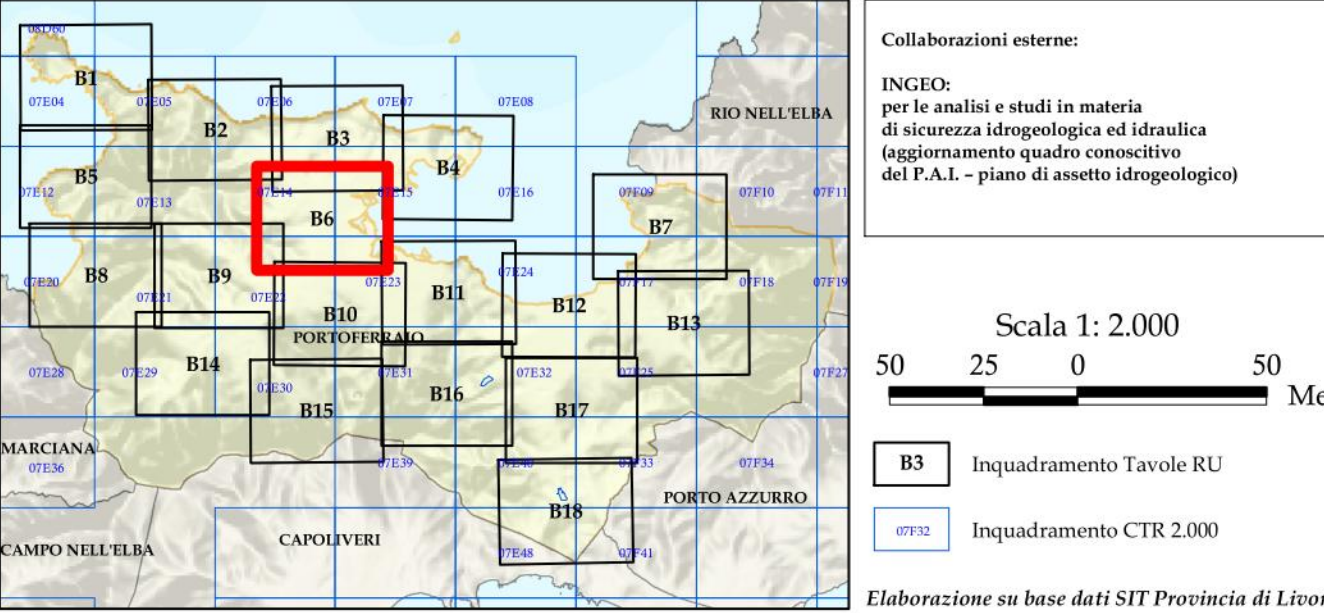 08D60
B1
07E04
07E05
07E06
07E07
07E08
B2
B3
B4
RIO NELL'ELBA
B5
07E12
07E13
07E14
07E15
07E16
07F09
07F10
07F11
B6
B7
B8
B9
B11
07E20
07E21
07E22
07E23
07E24
07F17
07F18
07F19
B10
B12
B13
PORTOFERRAIO
B14
07E28
07E29
07E30
07E31
07E32
07F25
07F27
B15
B16
B17
MARCIANA
07E36
07E39
07E40
07F33
07F34
PORTO AZZURRO
B18
CAPOLIVERI
CAMPO NELL'ELBA
07E48
07F41
Collaborazioni esterne:
INGEO:
per le analisi e studi in materia
di sicurezza idrogeologica ed idraulica
(aggiornamento quadro conoscitivo
del P.A.I. – piano di assetto idrogeologico)
Scala 1: 2.000
50 25 0 50
Me
B3 Inquadramento Tavole RU
07F32 Inquadramento CTR 2.000
Elaborazione su base dati SIT Provincia di Livor